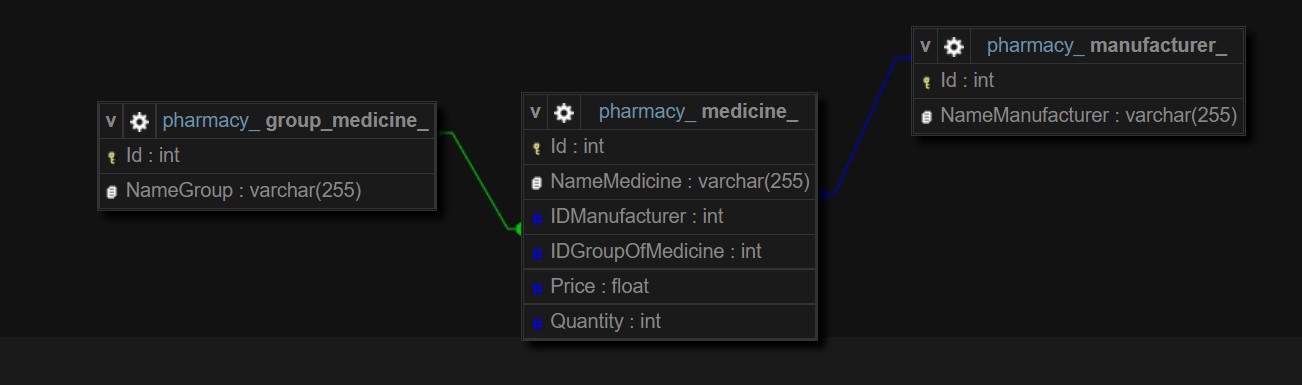 v pharmacy_ group_medicine_
Id : int
NameGroup : varchar(255)
v pharmacy_ medicine_
Id : int
NameMedicine : varchar(255)
IDManufacturer : int
IDGroupOfMedicine : int
Price : float
Quantity : int
v pharmacy_ manufacturer_
Id : int
NameManufacturer : varchar(255)